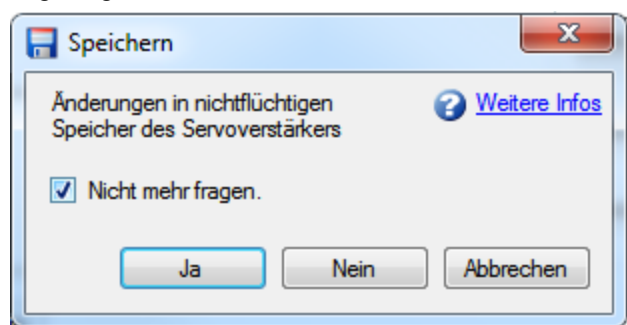 Speichern
Änderungen in nichtflüchtigen
Speicher des Servoverstärkers
Weitere Infos
Nicht mehr fragen.
Ja
Nein
Abbrechen